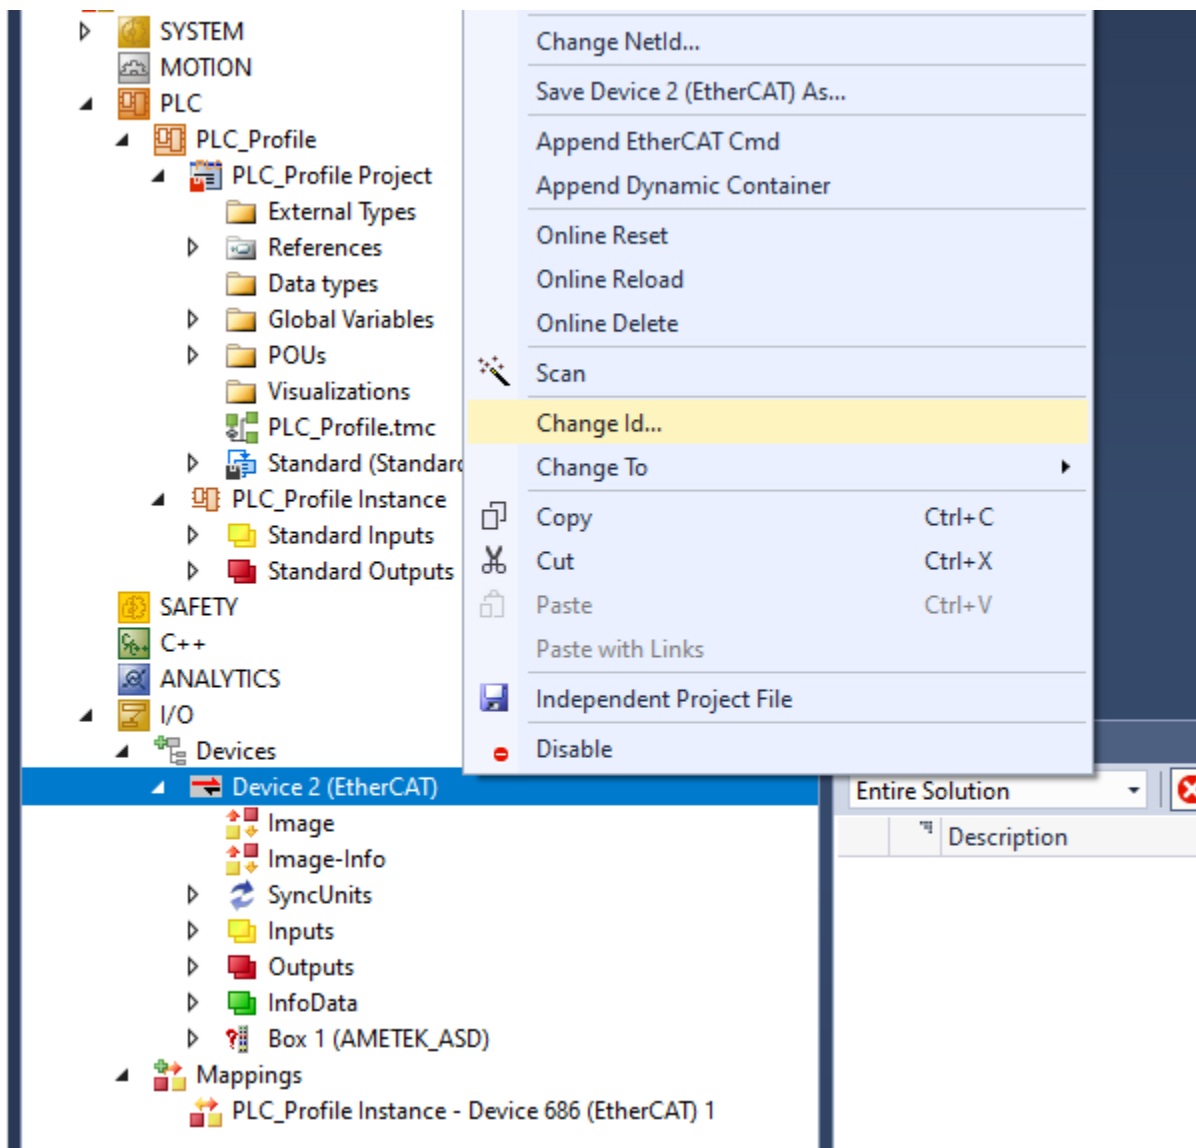 SYSTEM
MOTION
PLC
PLC_Profile
PLC_Profile Project
External Types
References
Data types
Global Variables
POUs
Visualizations
PLC_Profile.tmc
Standard (Standard
PLC_Profile Instance
Standard Inputs
Standard Outputs
SAFETY
C++
ANALYTICS
I/O
Devices
Device 2 (EtherCAT)
Image
Image-Info
SyncUnits
Inputs
Outputs
InfoData
Box 1 (AMETEK_ASD)
Mappings
PLC_Profile Instance - Device 686 (EtherCAT) 1
Change NetId...
Save Device 2 (EtherCAT) As...
Append EtherCAT Cmd
Append Dynamic Container
Online Reset
Online Reload
Online Delete
Scan
Change Id...
Change To
Copy Ctrl+C
Cut Ctrl+X
Paste Ctrl+V
Paste with Links
Independent Project File
Disable
Entire Solution
Description